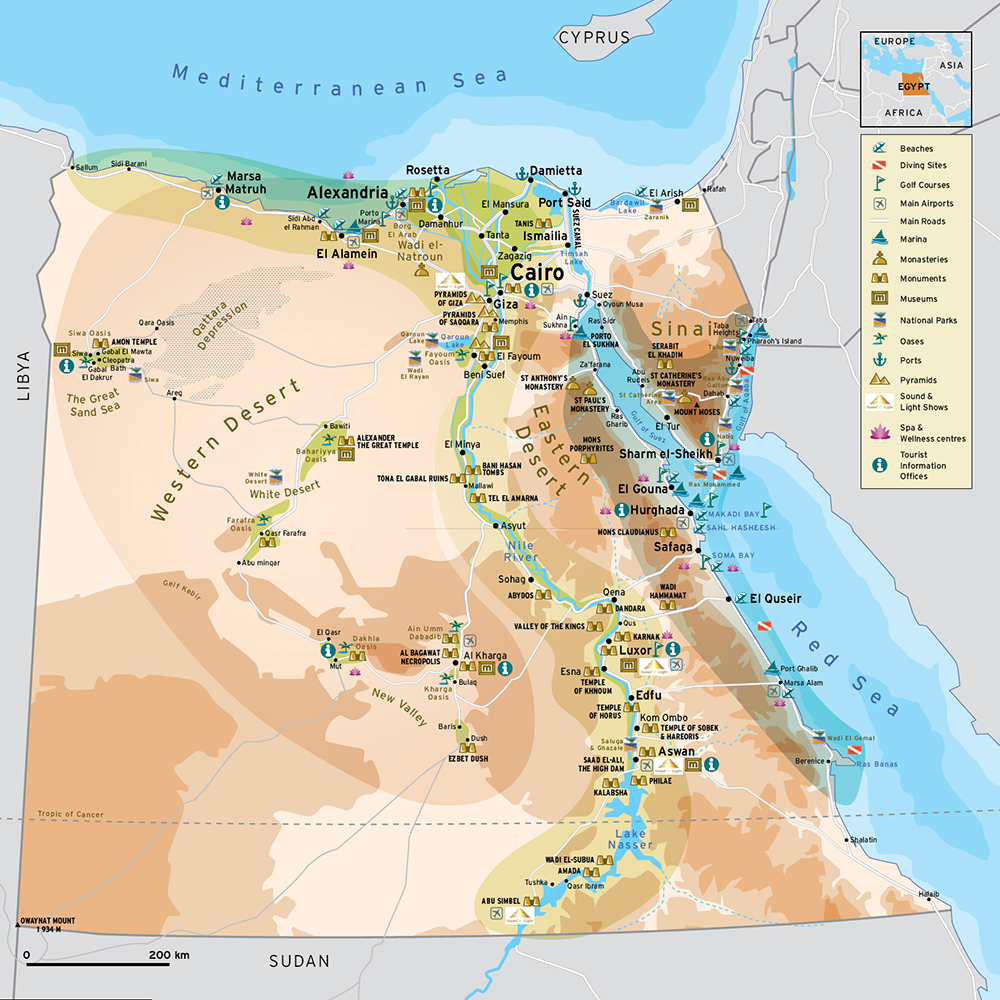 CYPRUS
Mediterranean Sea
EUROPE
ASIA
EGYPT
AFRICA
Beaches
Diving Sites
Golf Courses
Main Airports
Main Roads
Marina
Monasteries
Monuments
Museums
National Parks
Oases
Ports
Pyramids
Sound &
Light Shows
Spa &
Wellness centres
Tourist
Information
Offices
Sallum
Sidi Barani
Marsa
Matruh
Alexandria
Rosetta
Damietta
Port Said
El Arish
Rafah
Bardawil
Lake
Zaranik
El Mansura
Damanhur
TANIS
Ismailia
SUEZ CANAL
Timsah
Lake
Tanta
Zagazig
Porto
Marina
Sidi Abd
el Rahman
Borg
El Arab
El Alamein
Wadi el-
Natroun
Cairo
PYRAMIDS
OF GIZA
Giza
PYRAMIDS
OF SAQQARA
Memphis
Suez
Oyoun Musa
Ain
Sukhna
Ras Sidr
PORTO
EL SUKHNA
Sinai
Taba
Taba
Heights
Pharaoh's Island
Taba
Nuweiba
SERABIT
EL KHADIM
Ras Abu
Gallum
Dahab
Gulf of Aqaba
ST CATHERINE'S
MONASTERY
St Catherine
Area
MOUNT MOSES
Abu
Rudeis
El Tur
Nabq
Gulf of Suez
Za'farana
ST ANTHONY'S
MONASTERY
ST PAUL'S
MONASTERY
Ras
Gharib
Qattara
Depression
Qara Oasis
Siwa Oasis
AMON TEMPLE
Siwa
Gabal El Mawta
Cleopatra
Bath
Gabal
El Dakrur
Siwa
The Great
Sand Sea
Areq
LIBYA
Qaroun
Lake
Qaroun
Lake
Fayoum
Oasis
Wadi
El Rayan
El Fayoum
Beni Suef
Western Desert
Eastern
Desert
Bawiti
ALEXANDER
THE GREAT TEMPLE
Bahariyya
Oasis
White
Desert
White Desert
Farafra
Oasis
Qasr Farafra
Abu minqar
Gelf Kebir
El Minya
BANI HASAN
TOMBS
TONA EL GABAL RUINS
Mallawi
TEL EL AMARNA
Asyut
Nile
River
MONS
PORPHYRITES
Sharm el-Sheikh
Ras Mohammed
El Gouna
Hurghada
MAKADI BAY
SAHL HASHEESH
MONS CLAUDIANUS
Safaga
SOMA BAY
Sohag
ABYDOS
Qena
DANDARA
WADI
HAMMAMAT
El Quseir
VALLEY OF THE KINGS
Qus
KARNAK
Luxor
Esna
TEMPLE
OF KHNOUM
Edfu
TEMPLE
OF HORUS
Kom Ombo
TEMPLE OF SOBEK
& HAREORIS
Saluga
& Ghazale
Aswan
SAAD EL-ALI,
THE HIGH DAM
PHILAE
KALABSHA
Red Sea
Port Ghalib
Marsa Alam
Wadi El Gemal
Ras Banas
Berenice
El Qasr
Dakhla
Oasis
Mut
Ain Umm
Dabadib
AL BAGAWAT
NECROPOLIS
Al Kharga
Bulaq
Kharga
Oasis
New Valley
Baris
Dush
EZBET DUSH
Tropic of Cancer
Lake
Nasser
WADI EL-SUBUA
AMADA
Tushka
Qasr Ibram
ABU SIMBEL
Shalatin
Halaib
OWAYNAT MOUNT
1 934 M
0
200 km
SUDAN